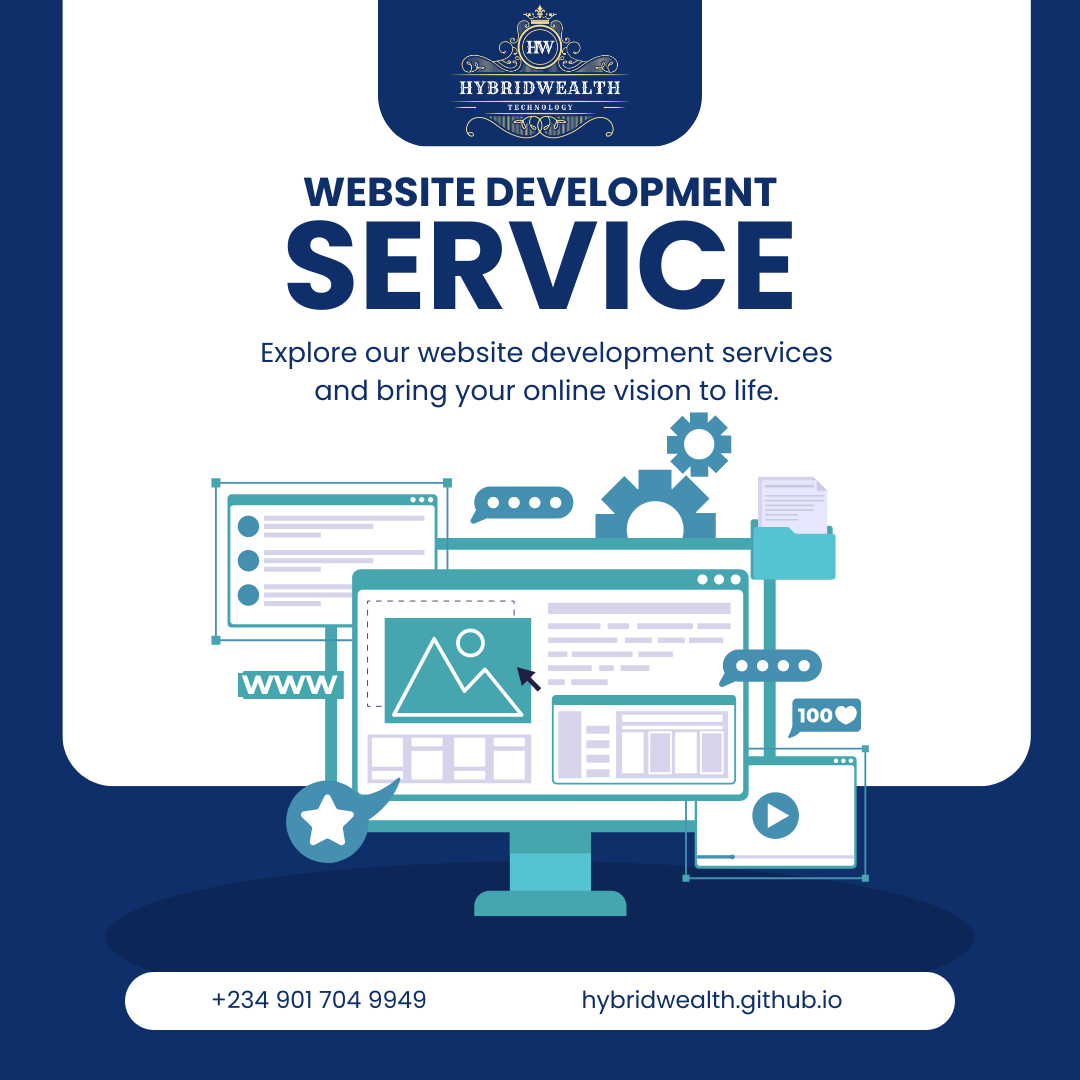 HW
HYBRIDWEALTH
TECHNOLOGY
WEBSITE DEVELOPMENT
SERVICE
Explore our website development services
and bring your online vision to life.
WWW
100
+234 901 704 9949
hybridwealth.github.io